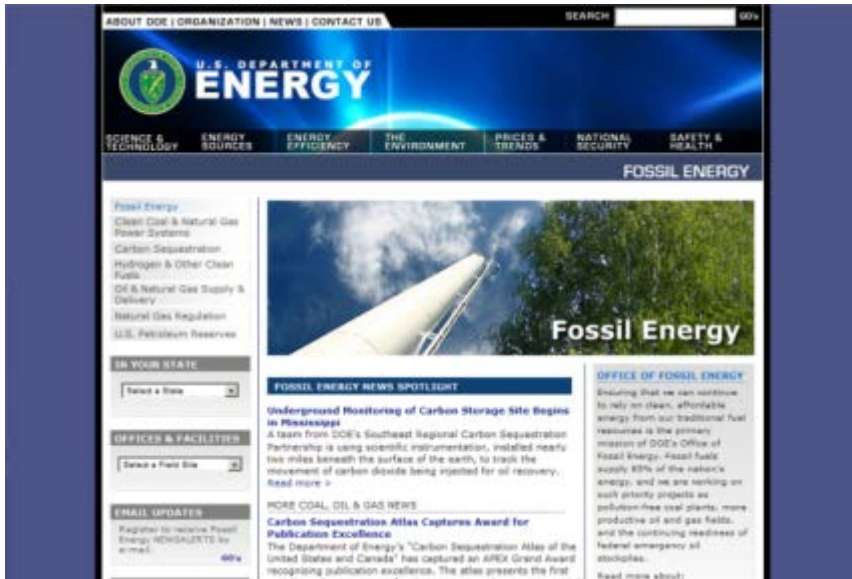 ABOUT DOE | ORGANIZATION | NEWS | CONTACT US
SEARCH
GO
U.S. DEPARTMENT OF
ENERGY
SCIENCE & TECHNOLOGY
ENERGY SOURCES
ENERGY EFFICIENCY
THE ENVIRONMENT
PRICES & TRENDS
NATIONAL SECURITY
SAFETY & HEALTH
FOSSIL ENERGY
Fossil Energy
Clean Coal & Natural Gas
Power Systems
Carbon Sequestration
Hydrogen & Other Clean
Fuels
Oil & Natural Gas Supply &
Delivery
Natural Gas Regulation
U.S. Petroleum Reserves
IN YOUR STATE
Select a State
OFFICES & FACILITIES
Select a Field Site
EMAIL UPDATES
Register to receive Fossil
Energy NEWSALERTS by
e-mail.
GO
Fossil Energy
FOSSIL ENERGY NEWS SPOTLIGHT
Underground Monitoring of Carbon Storage Site Begins
in Mississippi
A team from DOE's Southeast Regional Carbon Sequestration
Partnership is using scientific instrumentation, installed nearly
two miles beneath the surface of the earth, to track the
movement of carbon dioxide being injected for oil recovery.
Read more >
MORE COAL, OIL & GAS NEWS
Carbon Sequestration Atlas Captures Award for
Publication Excellence
The Department of Energy's "Carbon Sequestration Atlas of the
United States and Canada" has captured an APEX Grand Award
recognizing publication excellence. The atlas presents the first
OFFICE OF FOSSIL ENERGY
Ensuring that we can continue
to rely on clean, affordable
energy from our traditional fuel
resources is the primary
mission of DOE's Office of
Fossil Energy. Fossil fuels
supply 85% of the nation's
energy, and we are working on
such priority projects as
pollution-free coal plants, more
productive oil and gas fields,
and the continuing readiness of
federal emergency oil
stockpiles.
Read more about: